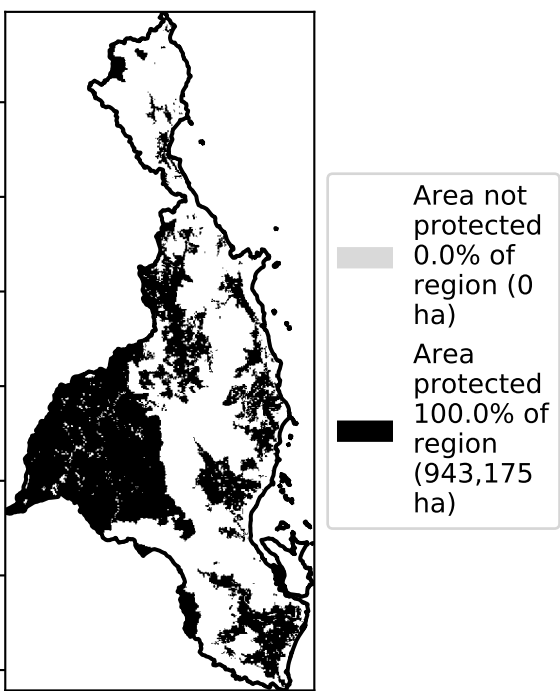 Area not
protected
0.0% of
region (0
ha)
Area
protected
100.0% of
region
(943,175
ha)